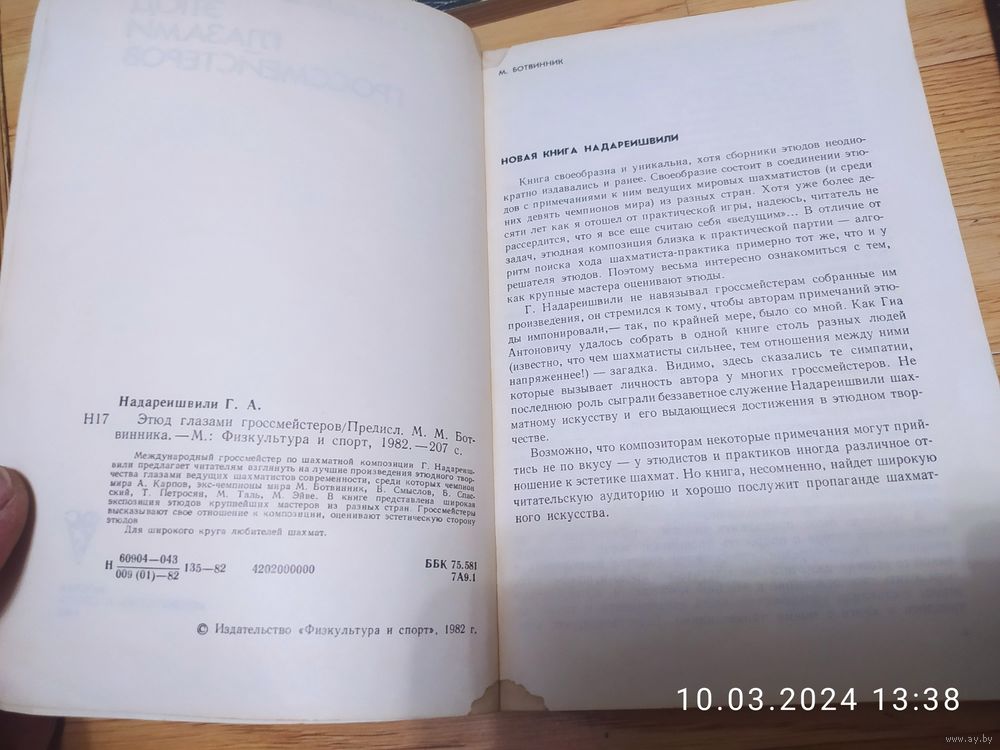 Надареишвили Г. А.
Н17 Этюд глазами гроссмейстеров/Предисл. М. М. Бот-
винника. — М.: Физкультура и спорт, 1982. — 207 с.
Международный гроссмейстер по шахматной композиции Г. Надареиш-
вили предлагает читателям взглянуть на лучшие произведения этюдного твор-
чества глазами ведущих шахматистов современности, среди которых чемпион
мира А. Карпов, экс-чемпионы мира М. Ботвинник, В. Смыслов, Б. Спас-
ский, Т. Петросян, М. Таль, М. Эйве. В книге представлена широкая
экспозиция этюдов крупнейших мастеров из разных стран. Гроссмейстеры
высказывают свое отношение к композиции, оценивают эстетическую сторону
этюдов
Для широкого круга любителей шахмат.
Н 60904—043
009 (01)—82 135—82 4202000000
ББК 75.581
7А9.1
© Издательство «Физкультура и спорт», 1982 г.
М. БОТВИННИК
НОВАЯ КНИГА НАДАРЕИШВИЛИ
Книга своеобразна и уникальна, хотя сборники этюдов неодно-
кратно издавались и ранее. Своеобразие состоит в соединении этю-
дов с примечаниями к ним ведущих мировых шахматистов (и среди
них девять чемпионов мира) из разных стран. Хотя уже более де-
сяти лет как я отошел от практической игры, надеюсь, читатель не
рассердится, что я все еще считаю себя «ведущим»... В отличие от
задач, этюдная композиция близка к практической партии — алго-
ритм поиска хода шахматиста-практика примерно тот же, что и у
решателя этюдов. Поэтому весьма интересно ознакомиться с тем,
как крупные мастера оценивают этюды.
Г. Надареишвили не навязывал гроссмейстерам собранные им
произведения, он стремился к тому, чтобы авторам примечаний этю-
ды импонировали,— так, по крайней мере, было со мной. Как Гиа
Антоновичу удалось собрать в одной книге столь разных людей
(известно, что чем шахматисты сильнее, тем отношения между ними
напряженнее!) — загадка. Видимо, здесь сказались те симпатии,
которые вызывает личность автора у многих гроссмейстеров. Не
последнюю роль сыграли беззаветное служение Надареишвили шах-
матному искусству и его выдающиеся достижения в этюдном твор-
честве.
Возможно, что композиторам некоторые примечания могут прий-
тись не по вкусу — у этюдистов и практиков иногда различное от-
ношение к эстетике шахмат. Но книга, несомненно, найдет широкую
читательскую аудиторию и хорошо послужит пропаганде шахмат-
ного искусства.
10.03.2024 13:38
www.ay.by